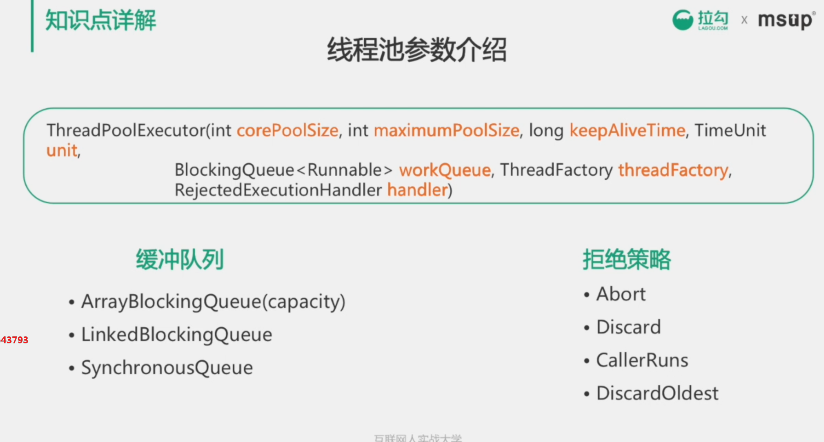 知识点详解
拉勾 x msup
LAGOU.COM
线程池参数介绍
ThreadPoolExecutor(int corePoolSize, int maximumPoolSize, long keepAliveTime, TimeUnit
unit,
BlockingQueue<Runnable> workQueue, ThreadFactory threadFactory,
RejectedExecutionHandler handler)
缓冲队列
• ArrayBlockingQueue(capacity)
• LinkedBlockingQueue
• SynchronousQueue
拒绝策略
• Abort
• Discard
• CallerRuns
• DiscardOldest
43793
互联网人实战大学